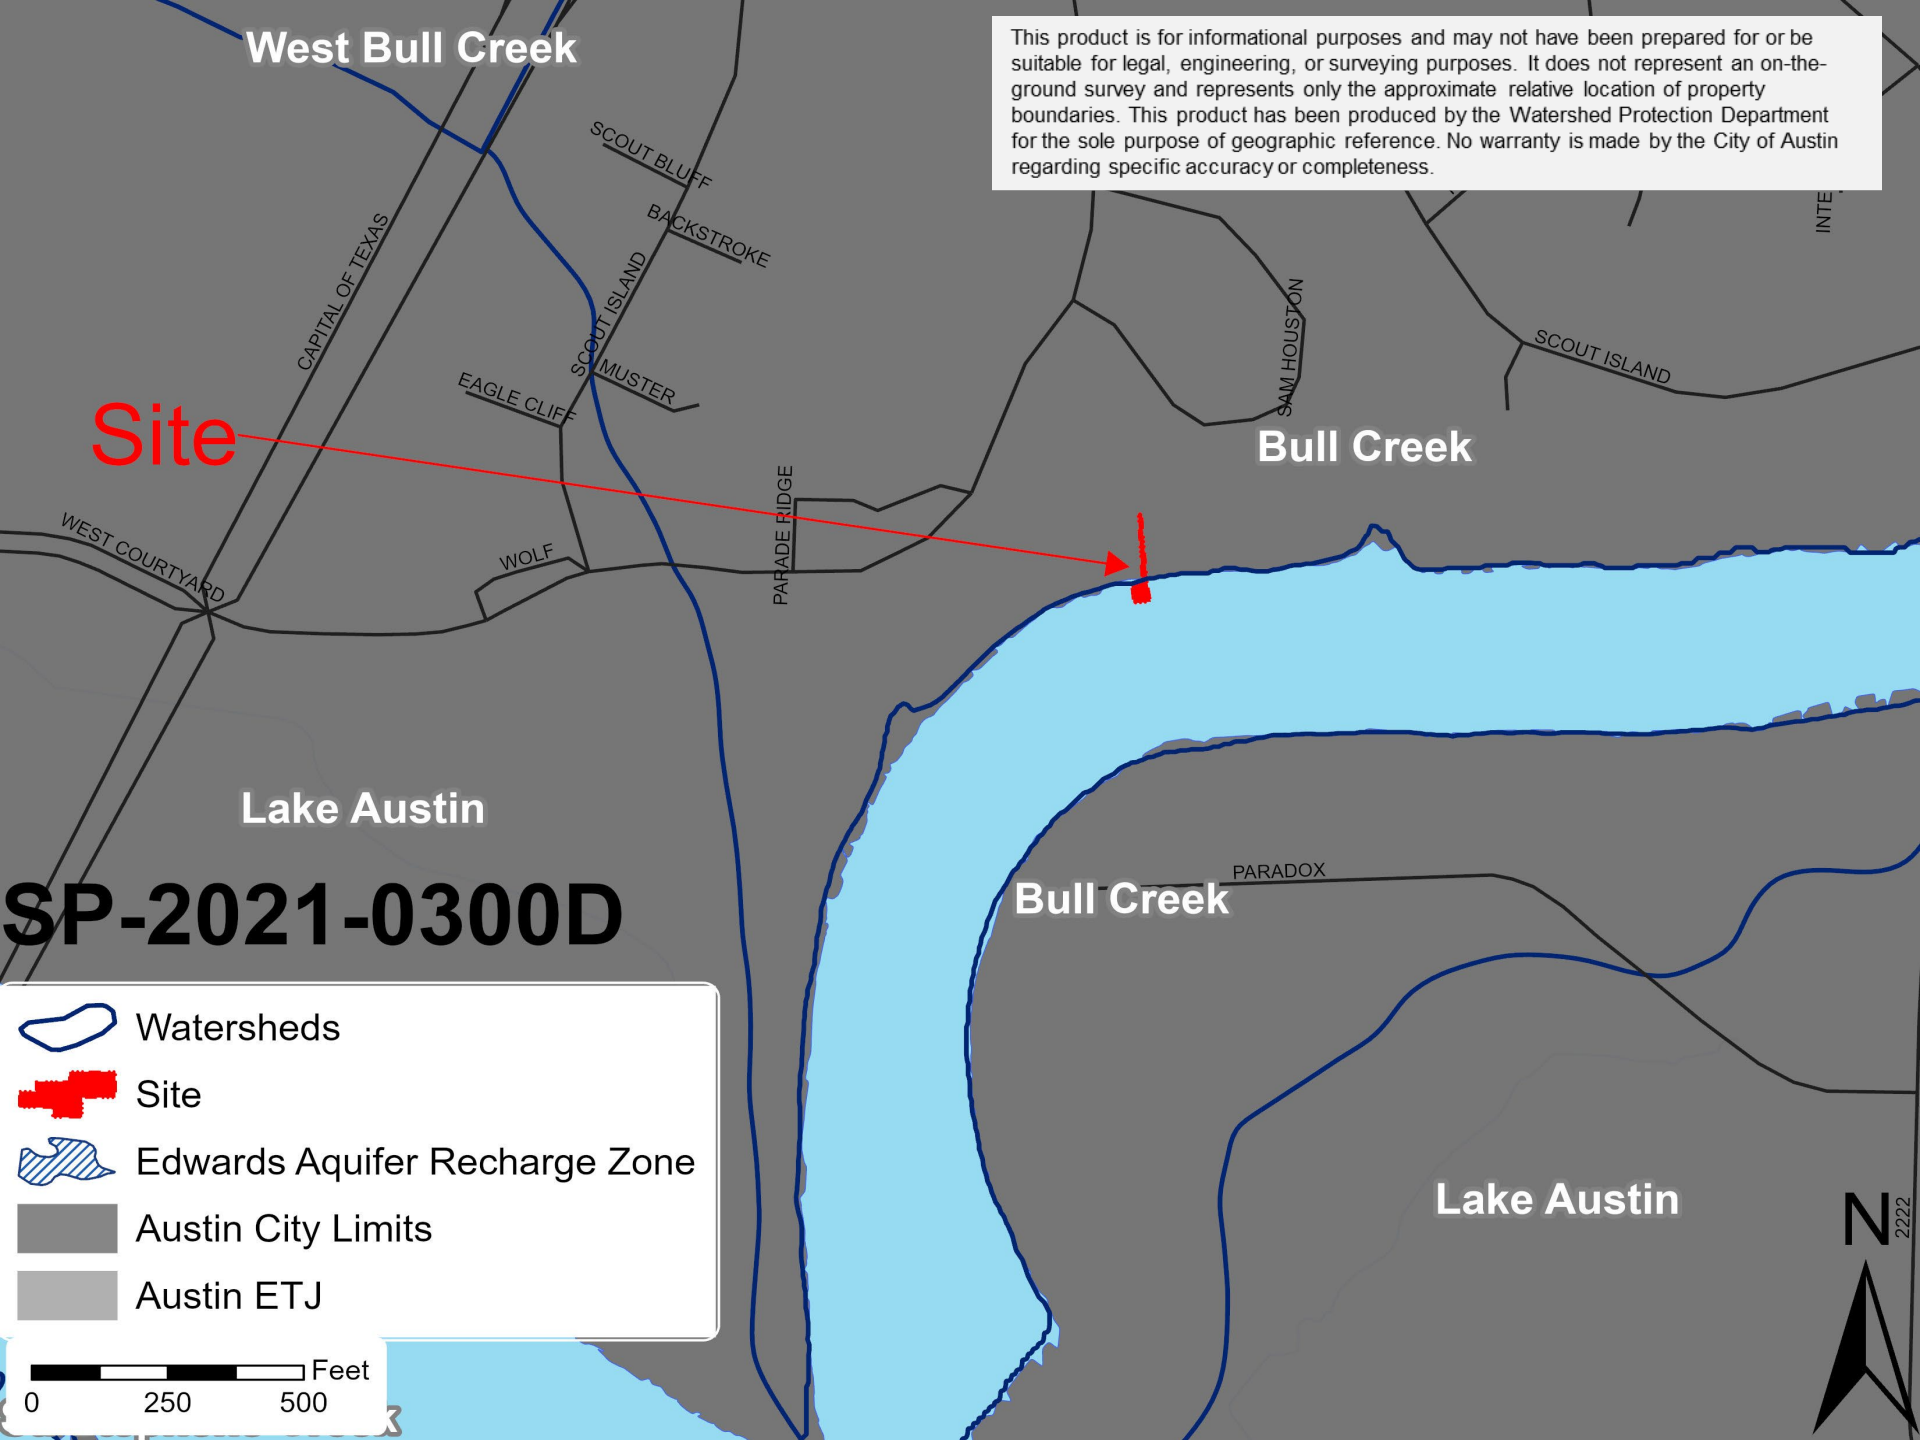 West Bull Creek
This product is for informational purposes and may not have been prepared for or be
suitable for legal, engineering, or surveying purposes. It does not represent an on-the-
ground survey and represents only the approximate relative location of property
boundaries. This product has been produced by the Watershed Protection Department
for the sole purpose of geographic reference. No warranty is made by the City of Austin
regarding specific accuracy or completeness.
SCOUT BLUFF
BACKSTROKE
CAPITAL OF TEXAS
SCOUT ISLAND
SAM HOUSTON
SCOUT ISLAND
MUSTER
EAGLE CLIFF
Site
Bull Creek
PARADE RIDGE
WEST COURTYARD
WOLF
Lake Austin
PARADOX
Bull Creek
SP-2021-0300D
Watersheds
Site
Edwards Aquifer Recharge Zone
Austin City Limits
Austin ETJ
Lake Austin
N
2222
Feet
0 250 500